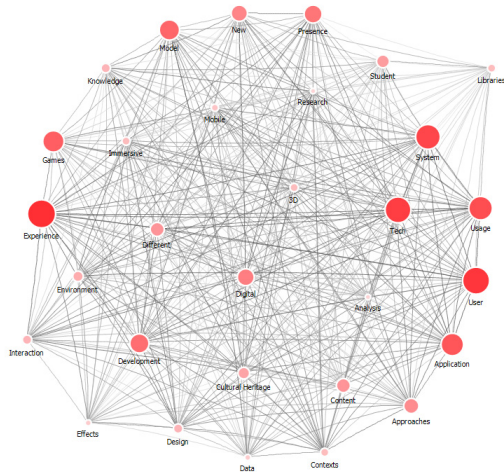 New
Presence
Model
Knowledge
Student
Libraries
Research
Mobile
Immersive
Games
System
3D
Experience
Different
Tech
Usage
Environment
Digital
User
Analysis
Interaction
Development
Application
Cultural Heritage
Content
Approaches
Effects
Design
Data
Contexts